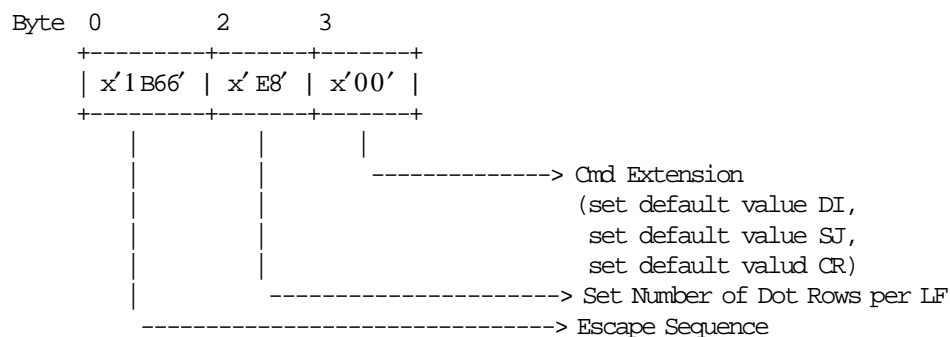 Byte 0 2 3
+---------+-------+-------+
| x'1B66' | x'E8' | x'00' |
+---------+-------+-------+
| | |
| | --------------> Cmd Extension
| | (set default value DI,
| | set default value SJ,
| | set default valud CR)
| ----------------------> Set Number of Dot Rows per LF
--------------------------------> Escape Sequence